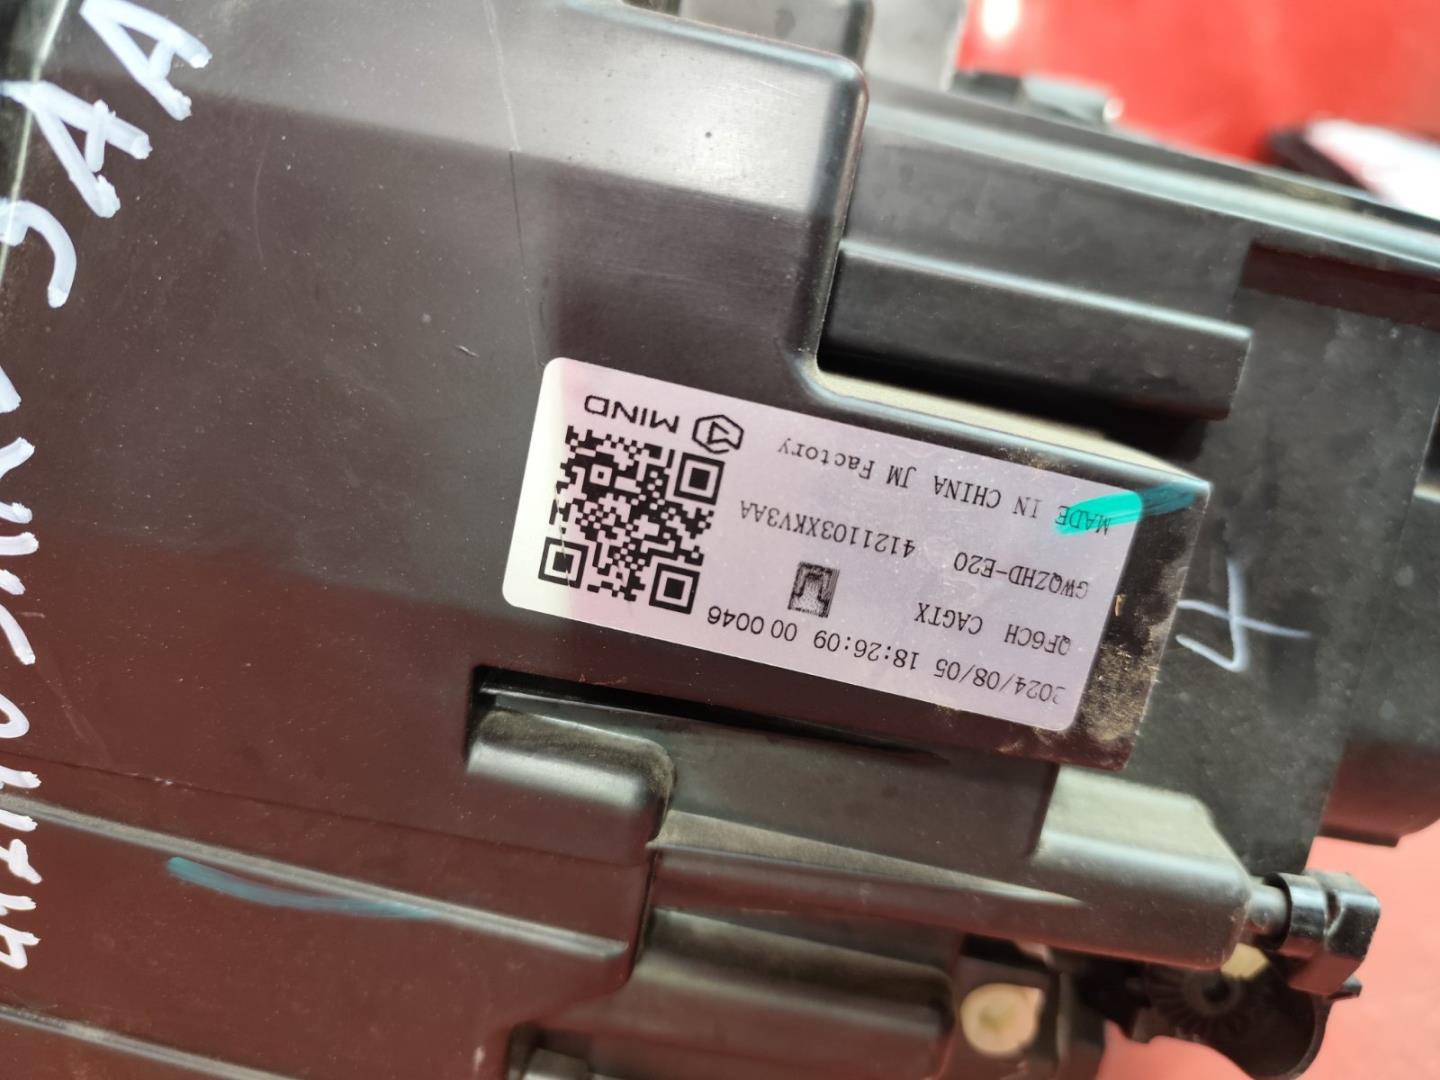 MIND
MADE IN CHINA JM Factory
GWQZHD-E20 4121103XKV3AA
QF6CH CAGTX
2024/08/05 18:26:09 00 0046
4